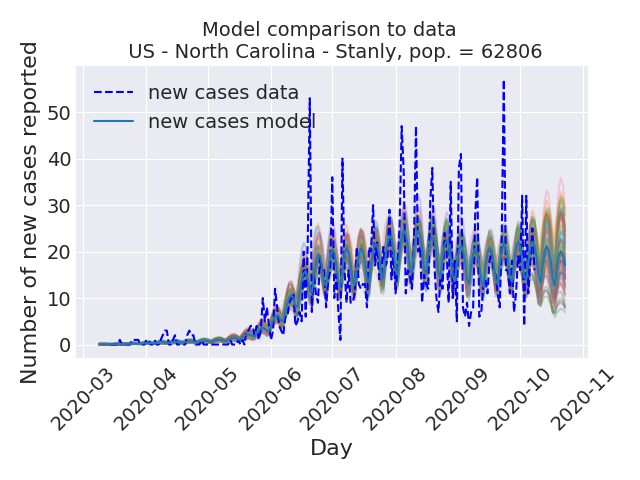 Model comparison to data
US - North Carolina - Stanly, pop. = 62806
new cases data
new cases model
Number of new cases reported
50
40
30
20
10
0
2020-03
2020-04
2020-05
2020-06
2020-07
2020-08
2020-09
2020-10
2020-11
Day